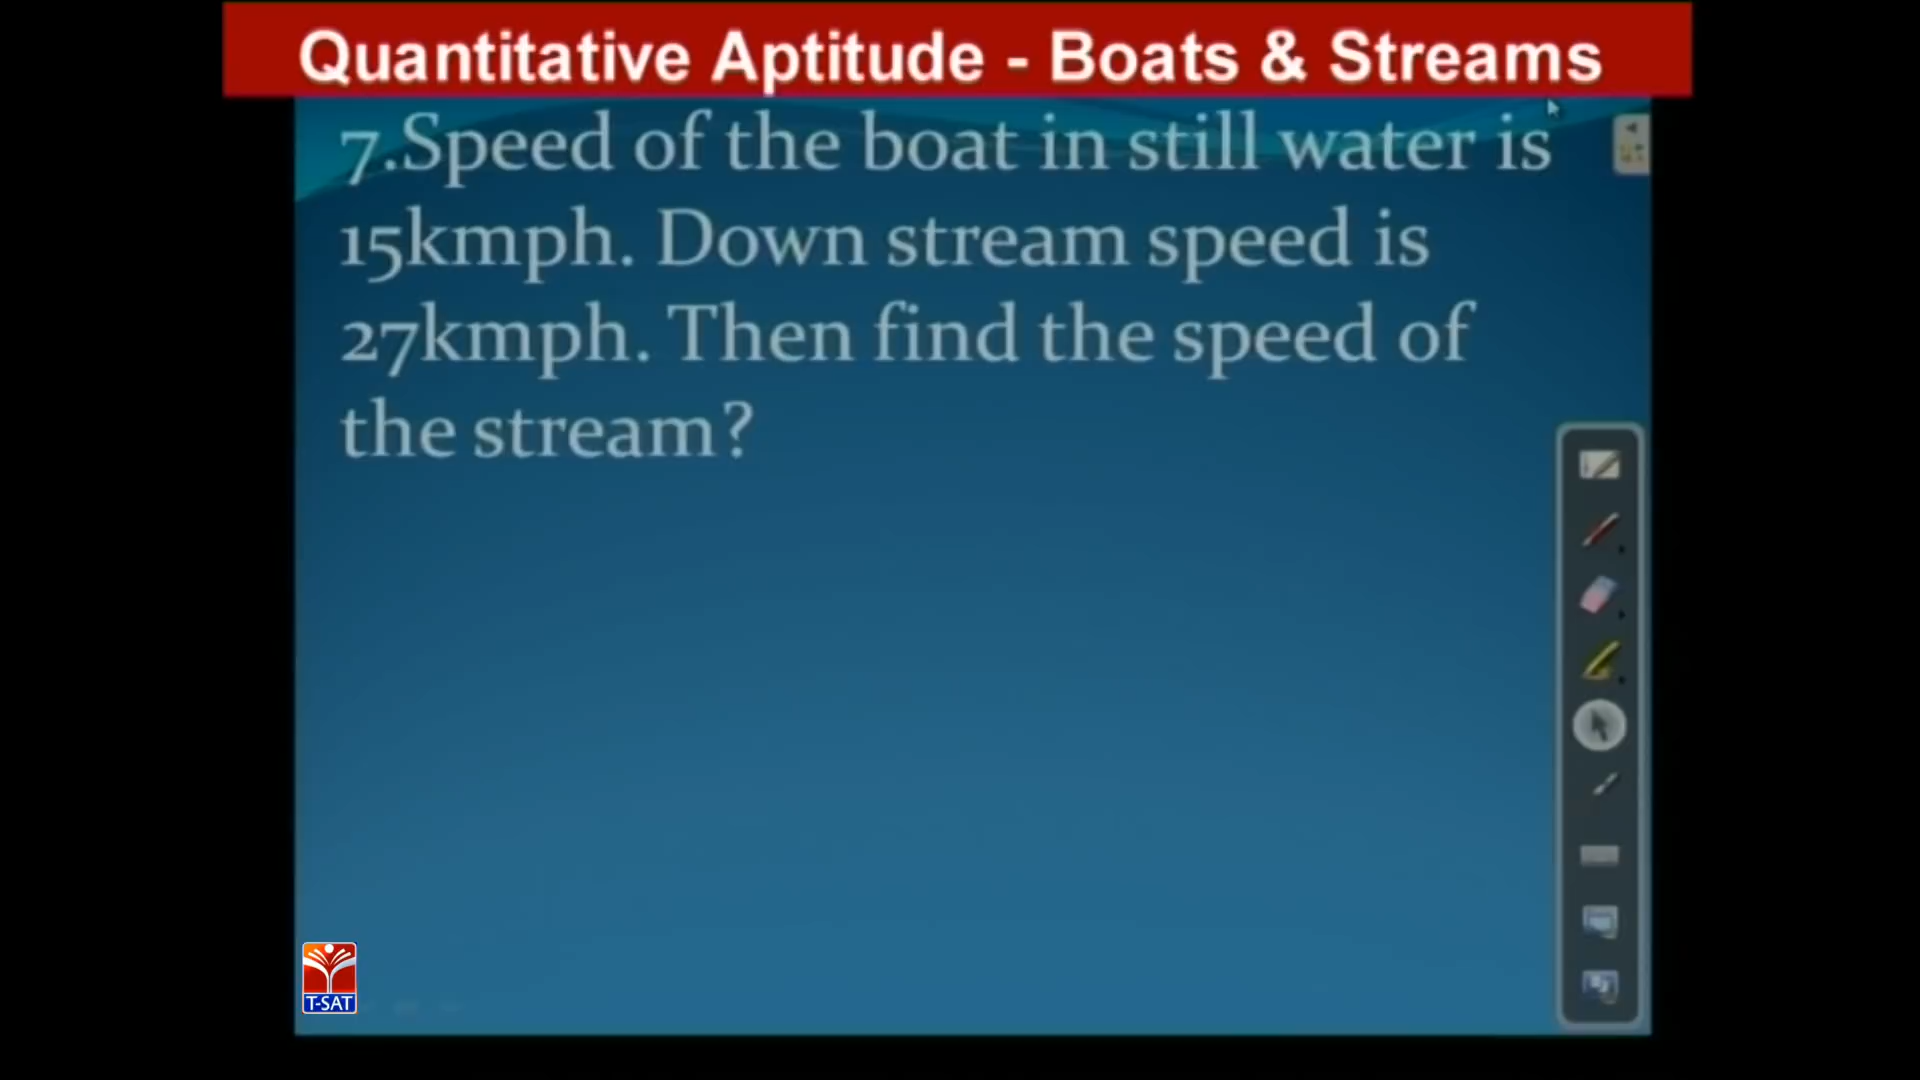 Quantitative Aptitude - Boats & Streams
7.Speed of the boat in still water is
15kmph. Down stream speed is
27kmph. Then find the speed of
the stream?
T-SAT